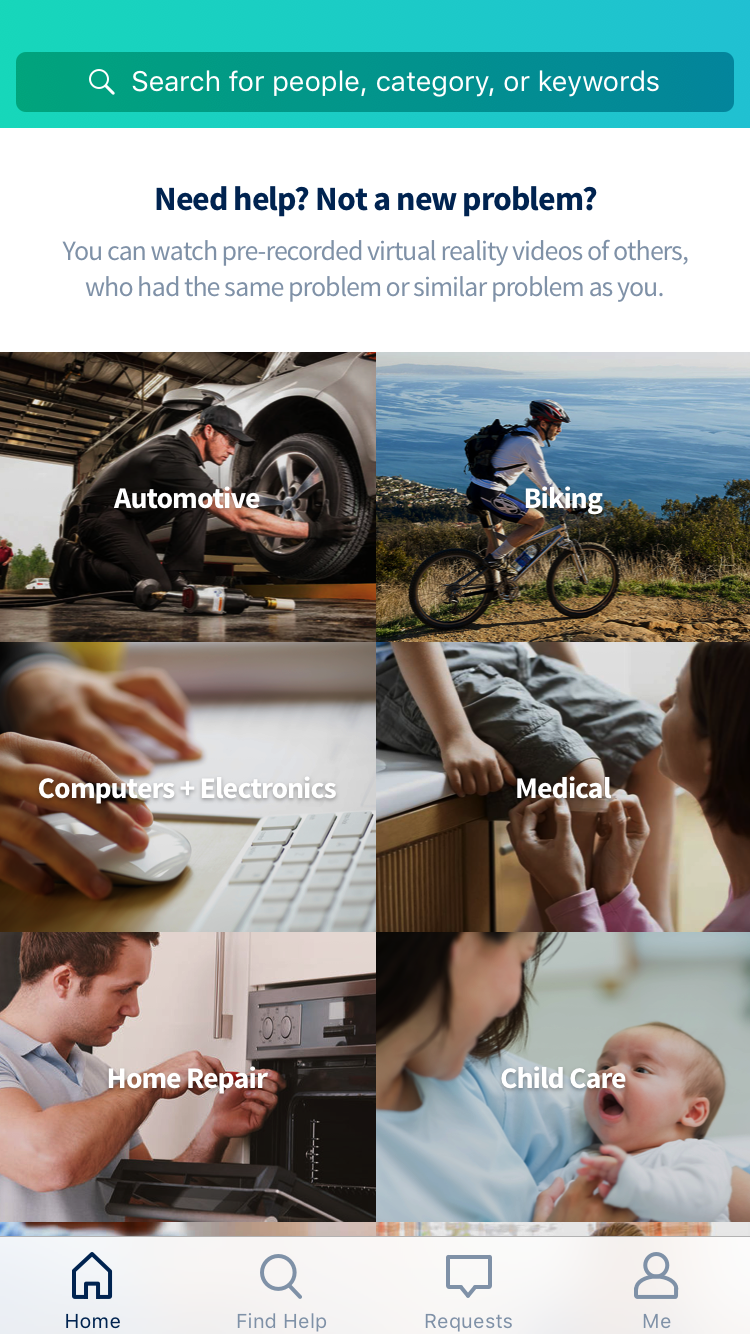 Search for people, category, or keywords
Need help? Not a new problem?
You can watch pre-recorded virtual reality videos of others,
who had the same problem or similar problem as you.
Automotive
Biking
Computers + Electronics
Medical
Home Repair
Child Care
Home
Find Help
Requests
Me